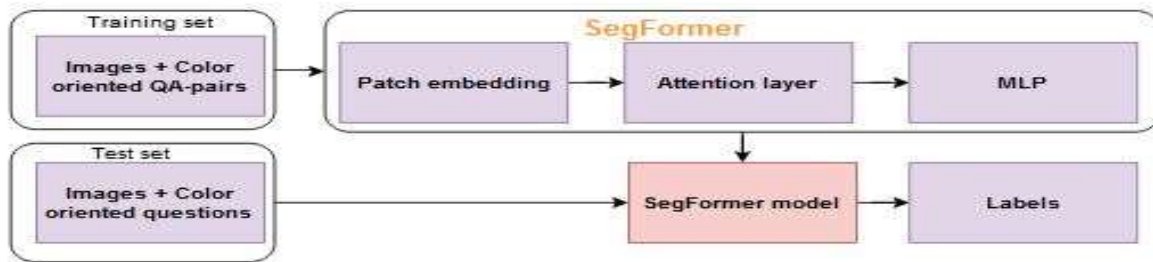 Training set
Images + Color
oriented QA-pairs
SegFormer
Patch embedding
Attention layer
MLP
Test set
Images + Color
oriented questions
SegFormer model
Labels